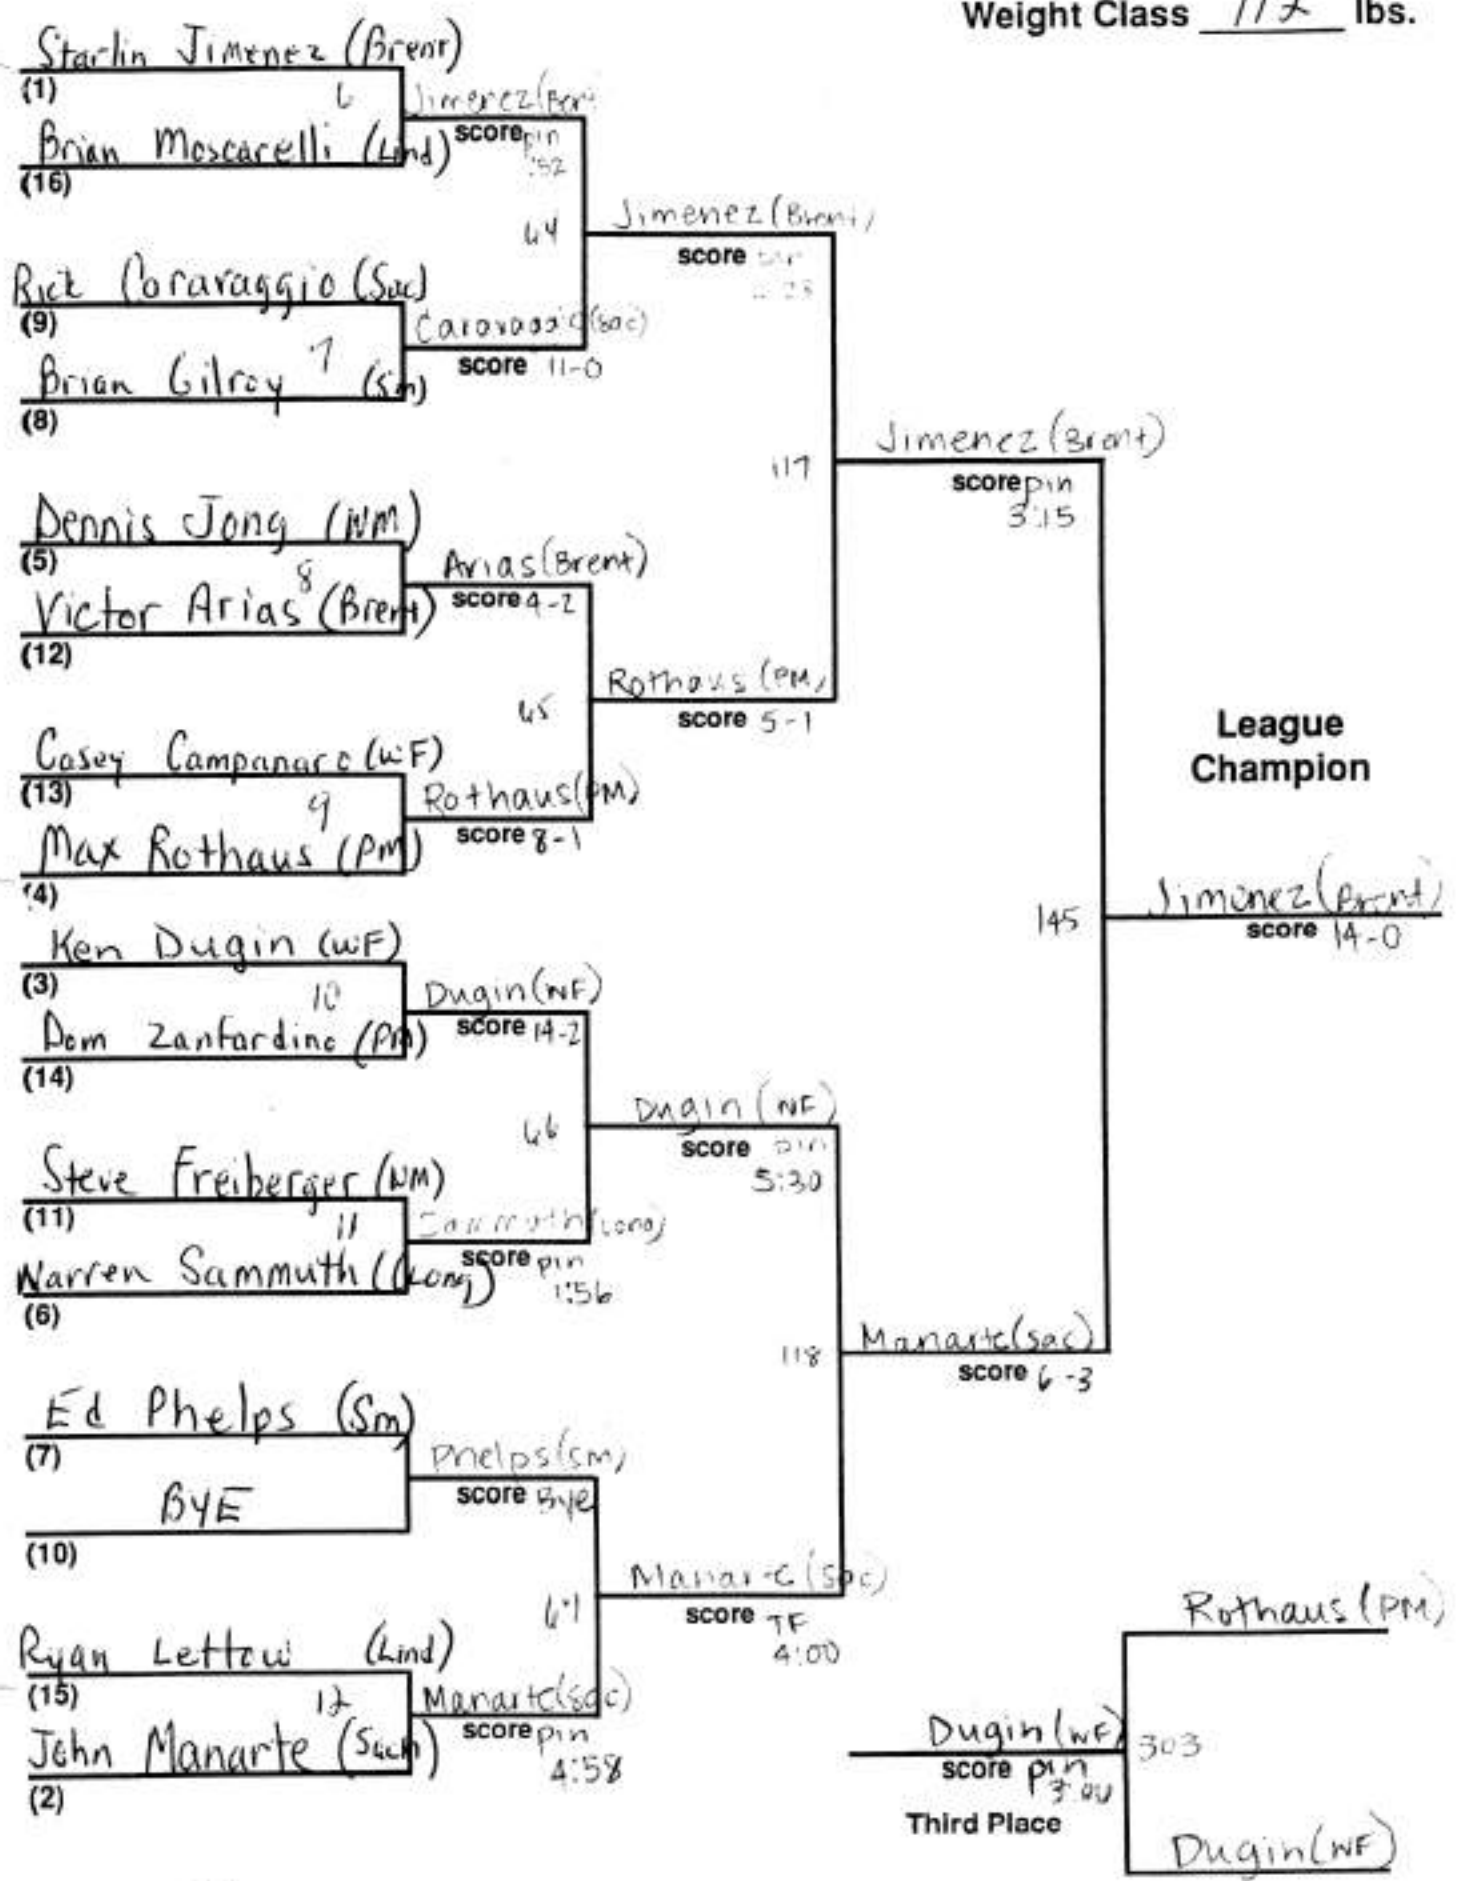 Weight Class 112 lbs.
Starlin Jimenez (Brent)
(1)
6
Jimenez (Bren
score pin
:52
Brian Moscarelli (Lind)
(16)
64
Jimenez (Brent)
score
Rick Coravaggio (Sac)
(9)
7
Caravaggio (Sac)
score 11-0
Brian Gilroy (Sm)
(8)
117
Jimenez (Brent)
score pin
3:15
Dennis Jong (WM)
(5)
8
Arias (Brent)
score 4-2
Victor Arias (Brent)
(12)
65
Rothaus (PM)
score 5-1
Casey Campanaro (WF)
(13)
9
Rothaus (PM)
score 8-1
Max Rothaus (PM)
(4)
League
Champion
145
Jimenez (Brent)
score 14-0
Ken Dugin (WF)
(3)
10
Dugin (WF)
score 14-2
Dom Zanfardino (PM)
(14)
66
Dugin (WF)
score pin
5:30
Steve Freiberger (WM)
(11)
11
Sammuth (Long)
score pin
1:56
Warren Sammuth ((Long)
(6)
118
Manarte (Sac)
score 6-3
Ed Phelps (Sm)
(7)
Phelps (SM)
score Bye
BYE
(10)
Manarte (Sac)
score TF
4:00
Ryan Lettow (Lind)
(15)
12
Manarte (Sac)
score pin
4:58
John Manarte (Sach)
(2)
Rothaus (PM)
Dugin (WF)
303
score pin
3:00
Third Place
Dugin (WF)